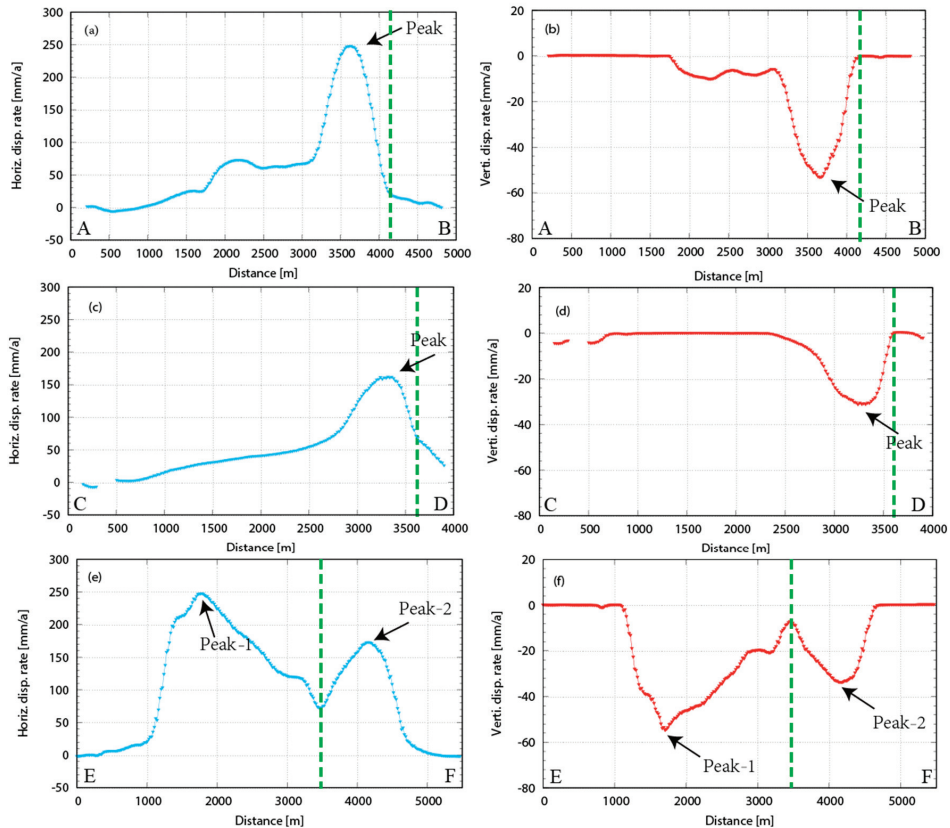 (a)
Peak
Horiz. disp. rate [mm/a]
300
250
200
150
100
50
0
-50
A
B
0 500 1000 1500 2000 2500 3000 3500 4000 4500 5000
Distance [m]
(b)
Peak
Verti. disp. rate [mm/a]
20
0
-20
-40
-60
-80
A
B
0 500 1000 1500 2000 2500 3000 3500 4000 4500 5000
Distance [m]
(c)
Peak
Horiz. disp. rate [mm/a]
300
250
200
150
100
50
0
-50
C
D
0 500 1000 1500 2000 2500 3000 3500 4000
Distance [m]
(d)
Peak
Verti. disp. rate [mm/a]
20
0
-20
-40
-60
-80
C
D
0 500 1000 1500 2000 2500 3000 3500 4000
Distance [m]
(e)
Peak-1
Peak-2
Horiz. disp. rate [mm/a]
300
250
200
150
100
50
0
-50
E
F
0 1000 2000 3000 4000 5000
Distance [m]
(f)
Peak-2
Peak-1
Verti. disp. rate [mm/a]
20
0
-20
-40
-60
-80
E
F
0 1000 2000 3000 4000 5000
Distance [m]